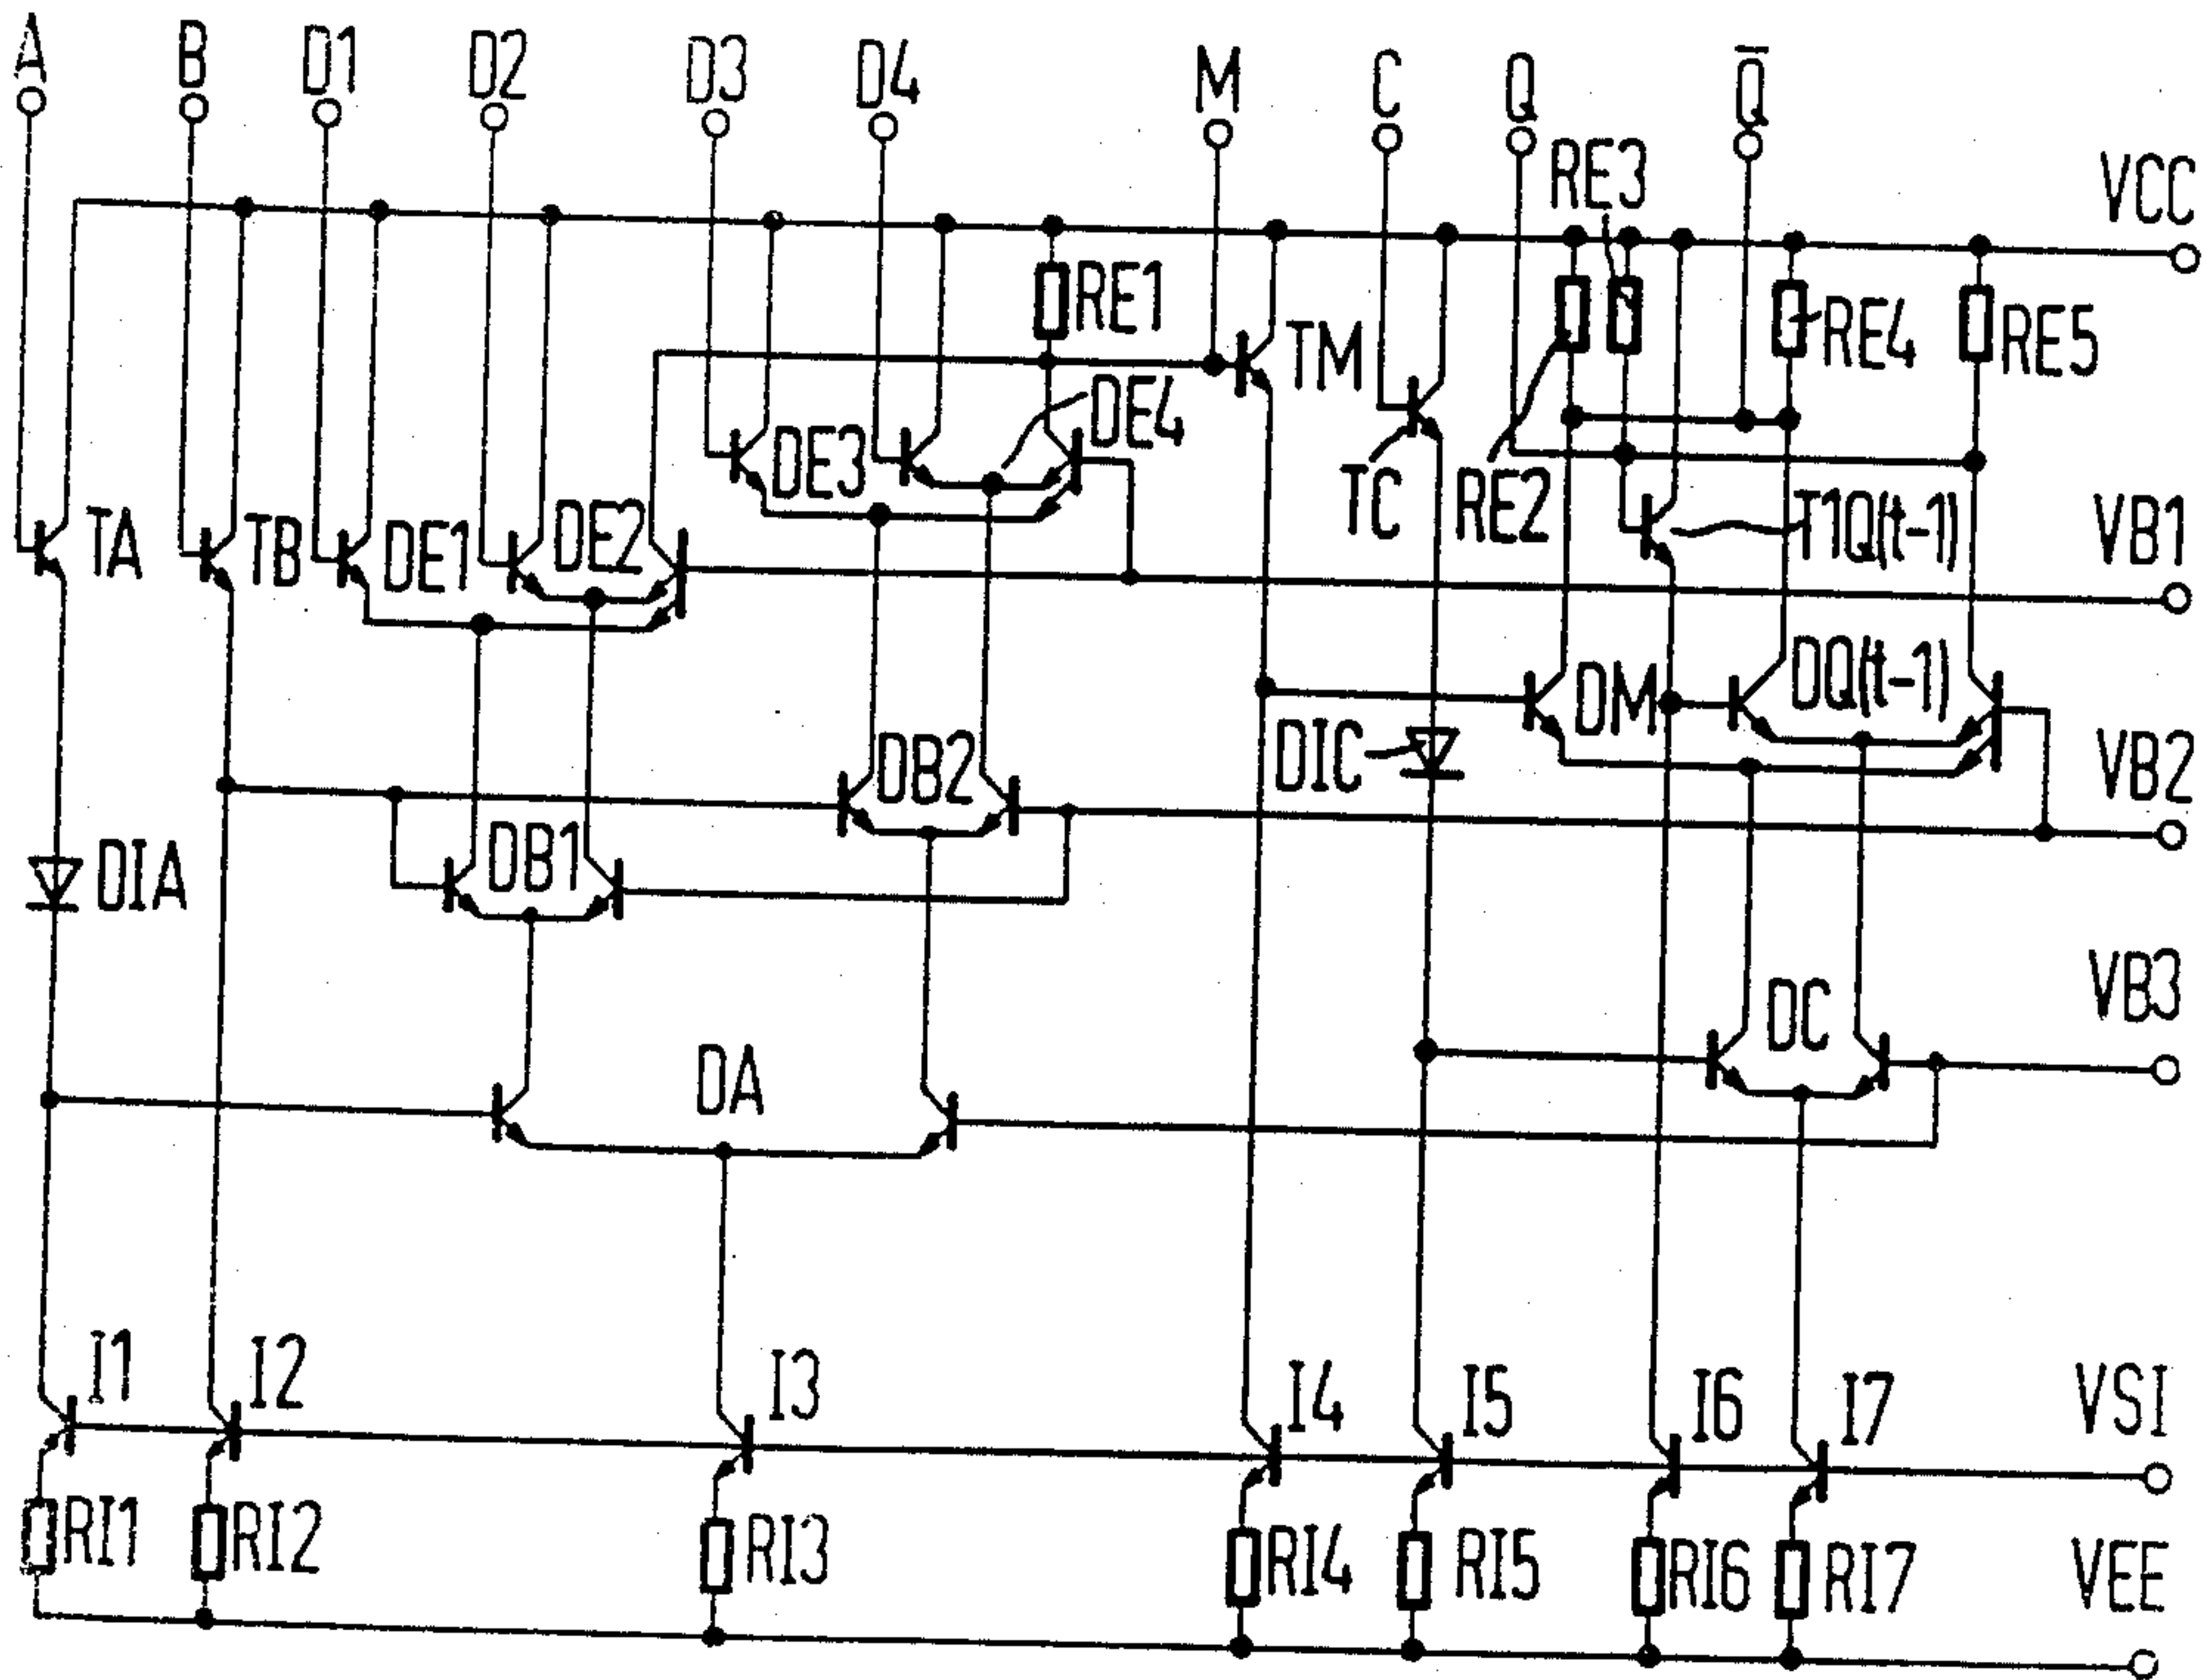 A B D1 D2 D3 D4 M C Q Q̅
RE3
VCC
RE1 TM RE4 RE5
DE4
DE3 TC RE2 T1Q(t-1) VB1
TA TB DE1 DE2
DM DQ(t-1)
DB2 DIC VB2
DIA DB1
VB3
DC
DA
I1 I2 I3 I4 I5 I6 I7 VSI
RI1 RI2 RI3 RI4 RI5 RI6 RI7 VEE